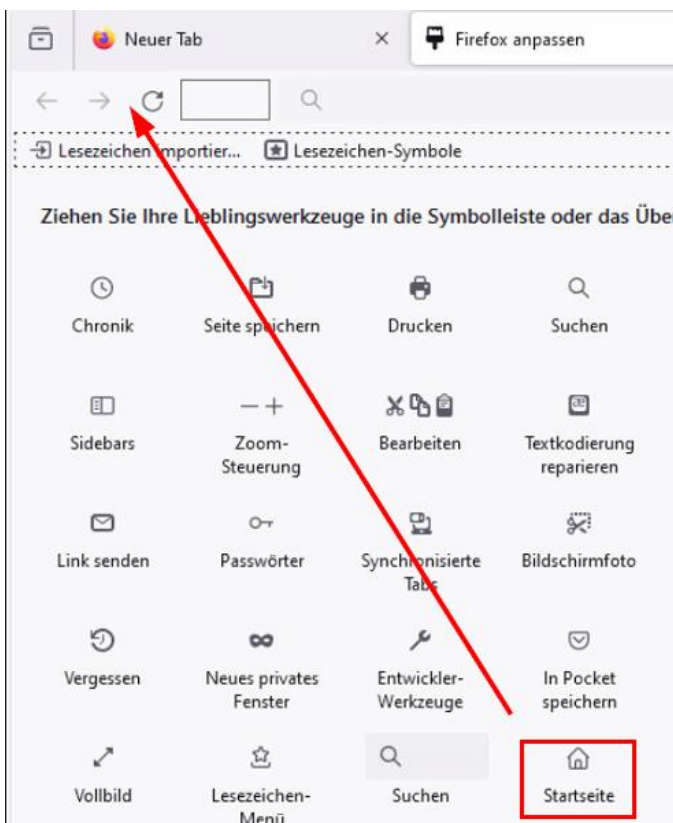 Neuer Tab
Firefox anpassen
Lesezeichen importier...
Lesezeichen-Symbole
Ziehen Sie Ihre Lieblingswerkzeuge in die Symbolleiste oder das Übe
Chronik
Seite speichern
Drucken
Suchen
Sidebars
Zoom-
Steuerung
Bearbeiten
Textkodierung
reparieren
Link senden
Passwörter
Synchronisierte
Tabs
Bildschirmfoto
Vergessen
Neues privates
Fenster
Entwickler-
Werkzeuge
In Pocket
speichern
Vollbild
Lesezeichen-
Menü
Suchen
Startseite